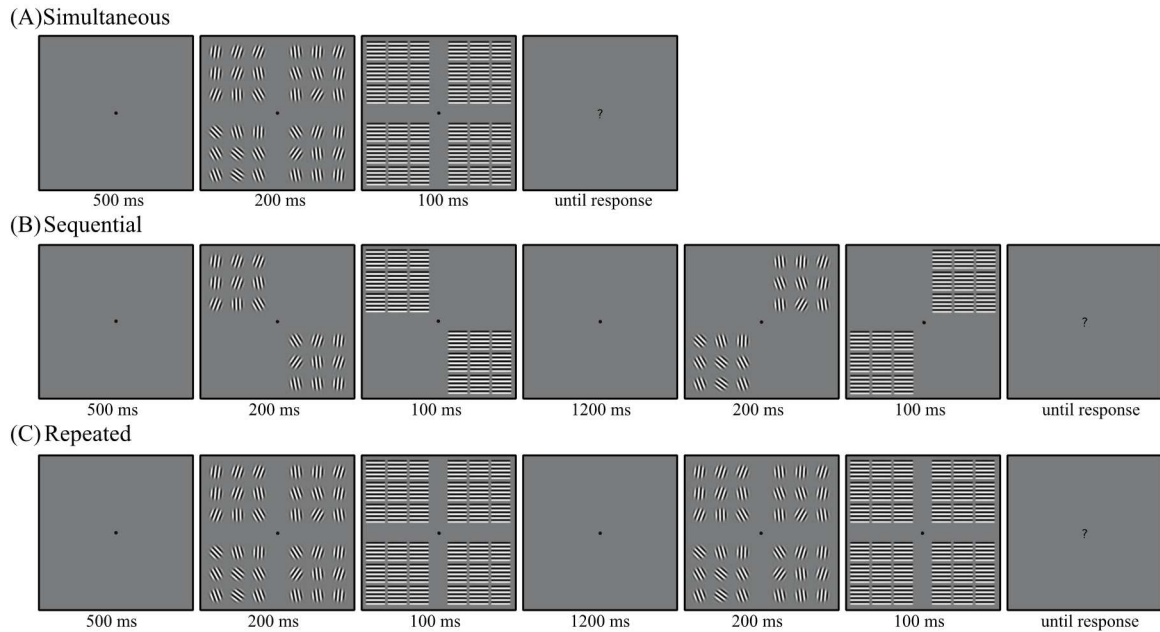 (A) Simultaneous
?
500 ms 200 ms 100 ms until response
(B) Sequential
?
500 ms 200 ms 100 ms 1200 ms 200 ms 100 ms until response
(C) Repeated
?
500 ms 200 ms 100 ms 1200 ms 200 ms 100 ms until response